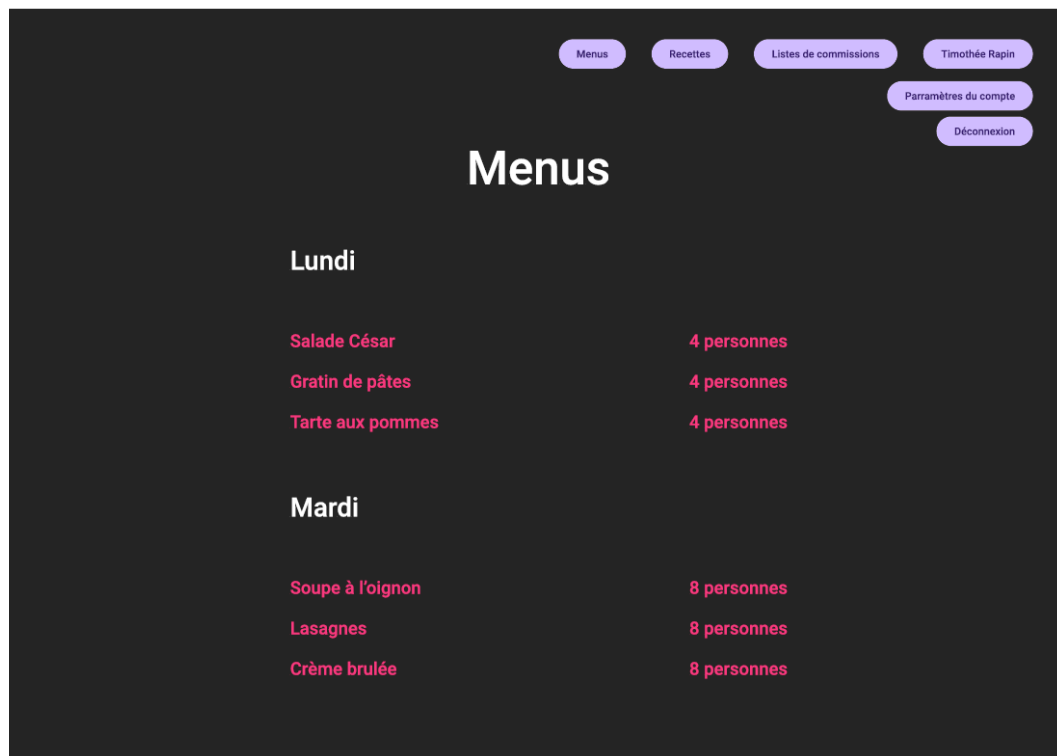 Menus Recettes Listes de commissions Timothée Rapin
Parramètres du compte
Déconnexion
Menus
Lundi
Salade César 4 personnes
Gratin de pâtes 4 personnes
Tarte aux pommes 4 personnes
Mardi
Soupe à l’oignon 8 personnes
Lasagnes 8 personnes
Crème brulée 8 personnes